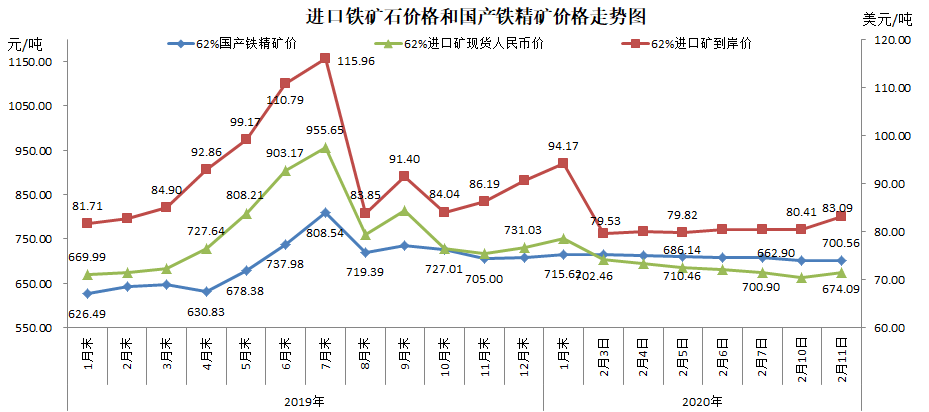 进口铁矿石价格和国产铁精矿价格走势图
元/吨
美元/吨
62%国产铁精矿价 62%进口矿现货人民币价 62%进口矿到岸价
1150.00
1050.00
950.00
850.00
750.00
650.00
550.00
120.00
110.00
100.00
90.00
80.00
70.00
60.00
81.71 84.90 92.86 99.17 110.79 115.96 83.85 91.40 84.04 86.19 94.17 79.53 79.82 80.41 83.09
669.99 727.64 808.21 903.17 955.65 727.01 731.03 702.46 686.14 662.90 674.09
626.49 630.83 678.38 737.98 808.54 719.39 705.00 715.62 710.46 700.90 700.56
1月末 2月末 3月末 4月末 5月末 6月末 7月末 8月末 9月末 10月末 11月末 12月末 1月末 2月3日 2月4日 2月5日 2月6日 2月7日 2月10日 2月11日
2019年 2020年